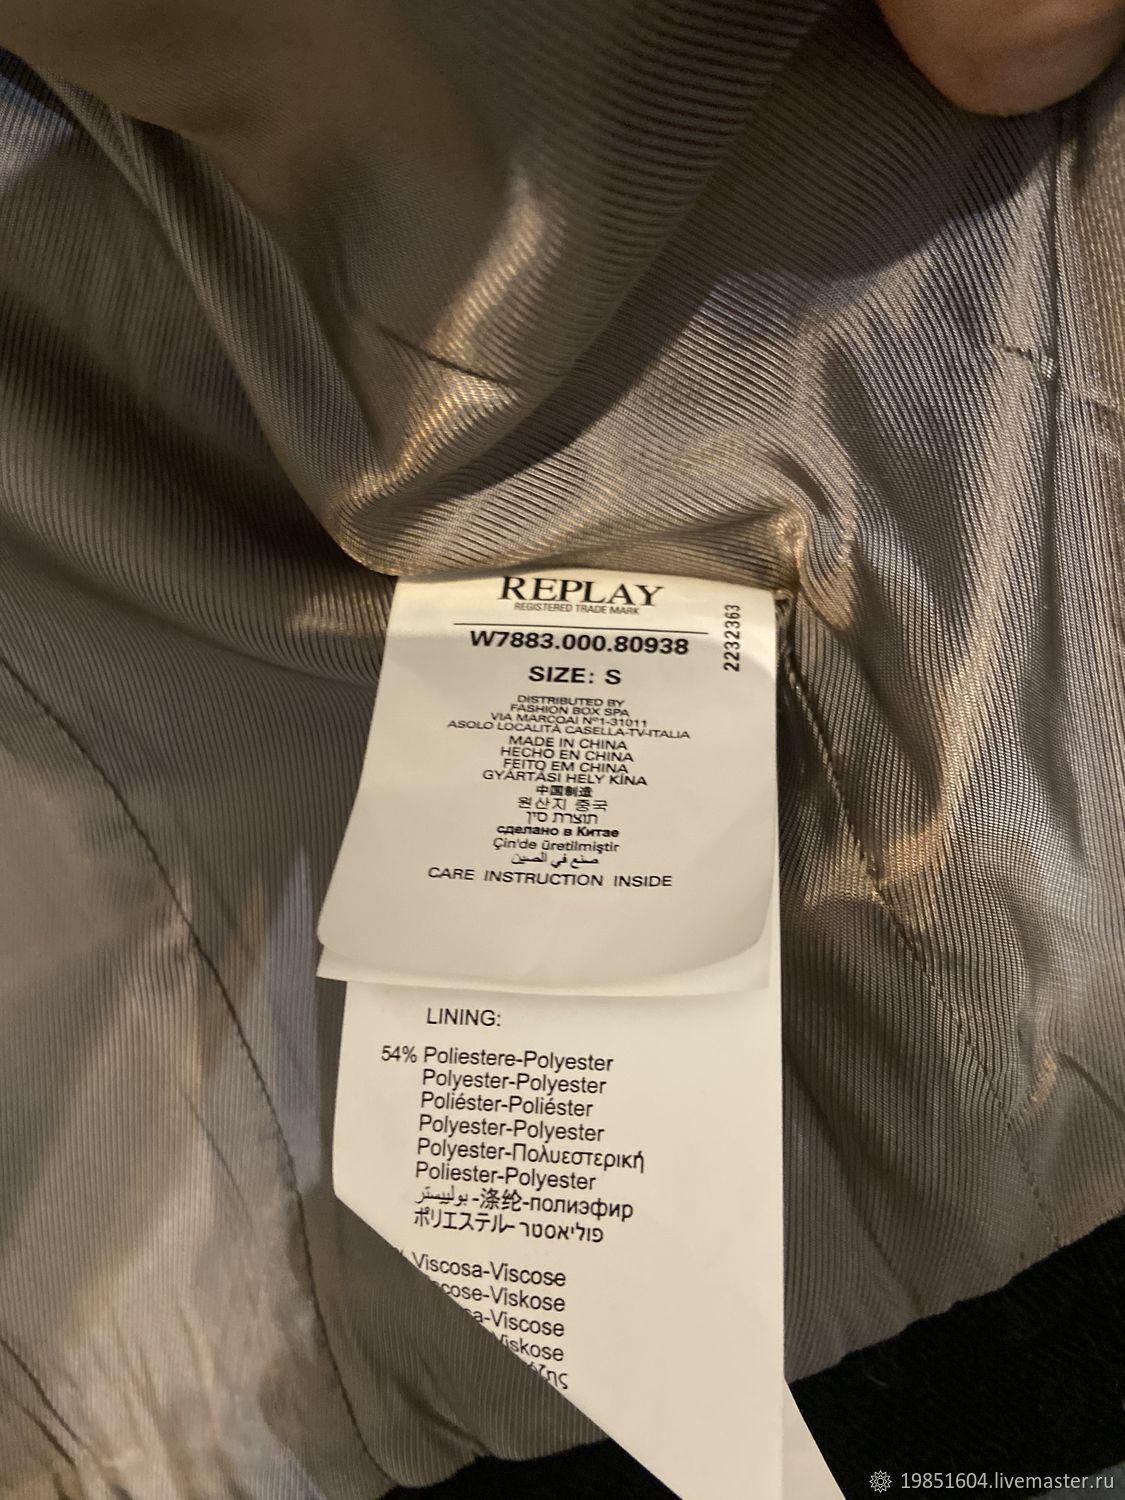 REPLAY
REGISTERED TRADE MARK
W7883.000.80938
2232363
SIZE: S
DISTRIBUTED BY
FASHION BOX SPA
VIA MARCOAI N°1-31011
ASOLO LOCALITÀ CASELLA-TV-ITALIA
MADE IN CHINA
HECHO EN CHINA
FEITO EM CHINA
GYÁRTÁSI HELY KÍNA
中国制造
원산지 중국
תוצרת סין
сделано в Китае
Çin'de üretilmiştir
صنع في الصين
CARE INSTRUCTION INSIDE
LINING:
54% Poliestere-Polyester
Polyester-Polyester
Poliéster-Poliéster
Polyester-Polyester
Polyester-Πολυεστερική
Poliester-Polyester
بوليستر-涤纶-полиэфир
ポリエステル-פוליאסטר
Viscosa-Viscose
-Viskose
-Viscose
Viskose
19851604.livemaster.ru